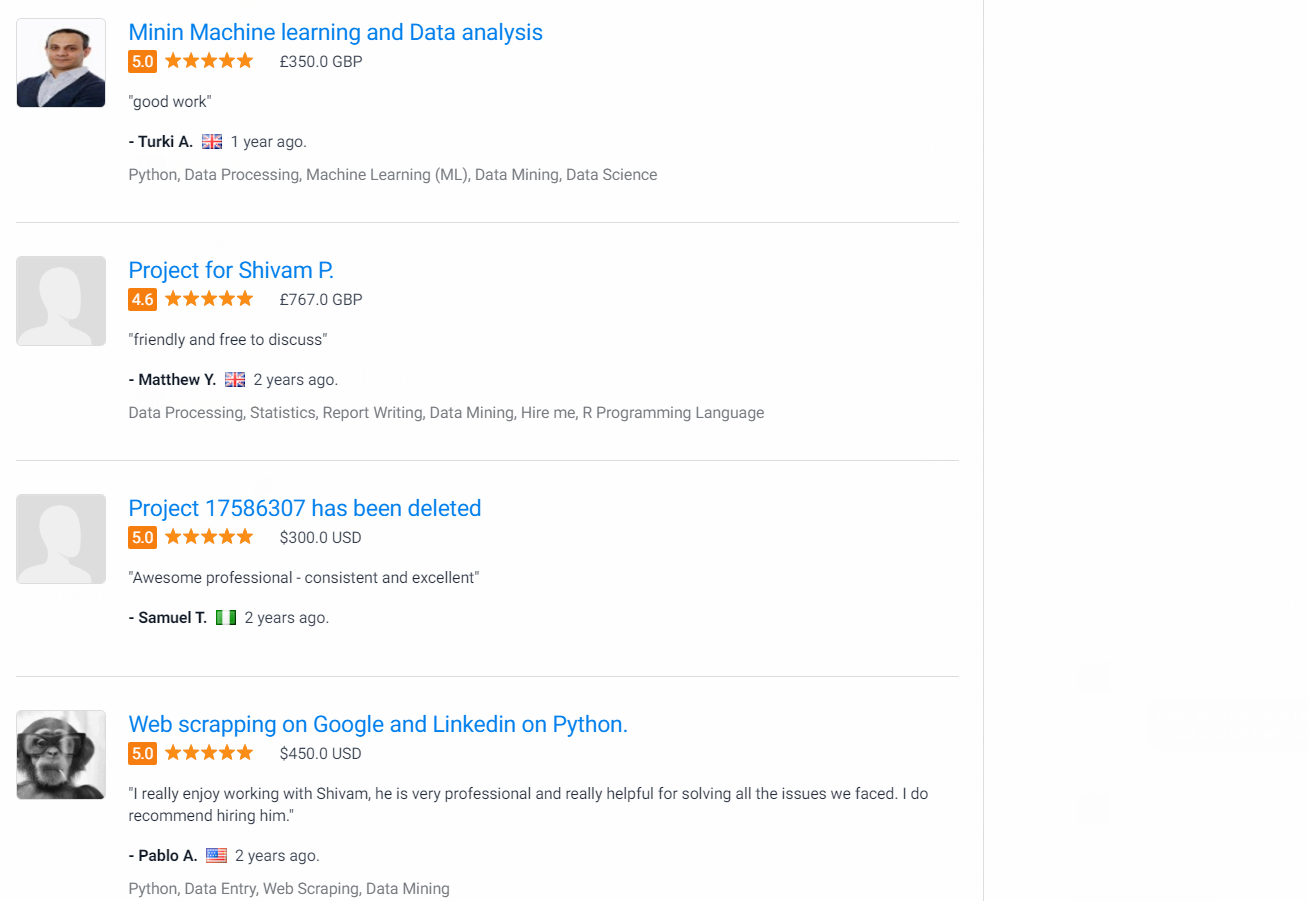 Minin Machine learning and Data analysis
5.0 £350.0 GBP
"good work"
- Turki A. 1 year ago.
Python, Data Processing, Machine Learning (ML), Data Mining, Data Science
Project for Shivam P.
4.6 £767.0 GBP
"friendly and free to discuss"
- Matthew Y. 2 years ago.
Data Processing, Statistics, Report Writing, Data Mining, Hire me, R Programming Language
Project 17586307 has been deleted
5.0 $300.0 USD
"Awesome professional - consistent and excellent"
- Samuel T. 2 years ago.
Web scrapping on Google and Linkedin on Python.
5.0 $450.0 USD
"I really enjoy working with Shivam, he is very professional and really helpful for solving all the issues we faced. I do
recommend hiring him."
- Pablo A. 2 years ago.
Python, Data Entry, Web Scraping, Data Mining